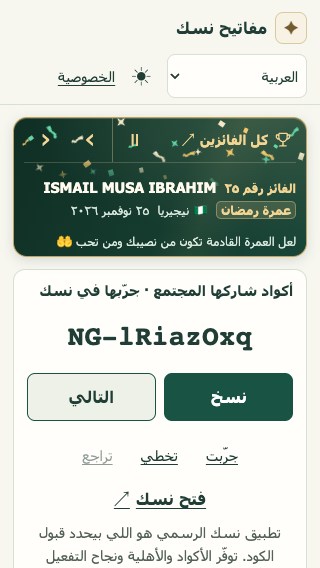 مفاتيح نسك
العربية
الخصوصية
كل الفائزين ↗
الفائز رقم ٢٥ ISMAIL MUSA IBRAHIM
عمرة رمضان نيجيريا ٢٥ نوفمبر ٢٠٢٦
لعل العمرة القادمة تكون من نصيبك ومن تحب 🤲
أكواد شاركها المجتمع · جرّبها في نسك
NG-lRiazOxq
نسخ
التالي
جرّبت
تخطي
تراجع
فتح نسك ↗
تطبيق نسك الرسمي هو اللي بيحدد قبول
الكود. توفّر الأكواد والأهلية ونجاح التفعيل